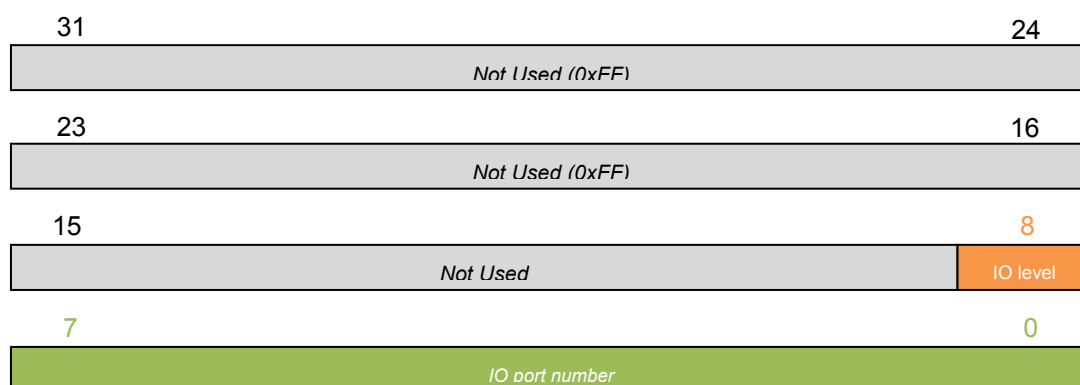 31 24
Not Used (0xFF)
23 16
Not Used (0xFF)
15 8
Not Used IO level
7 0
IO port number